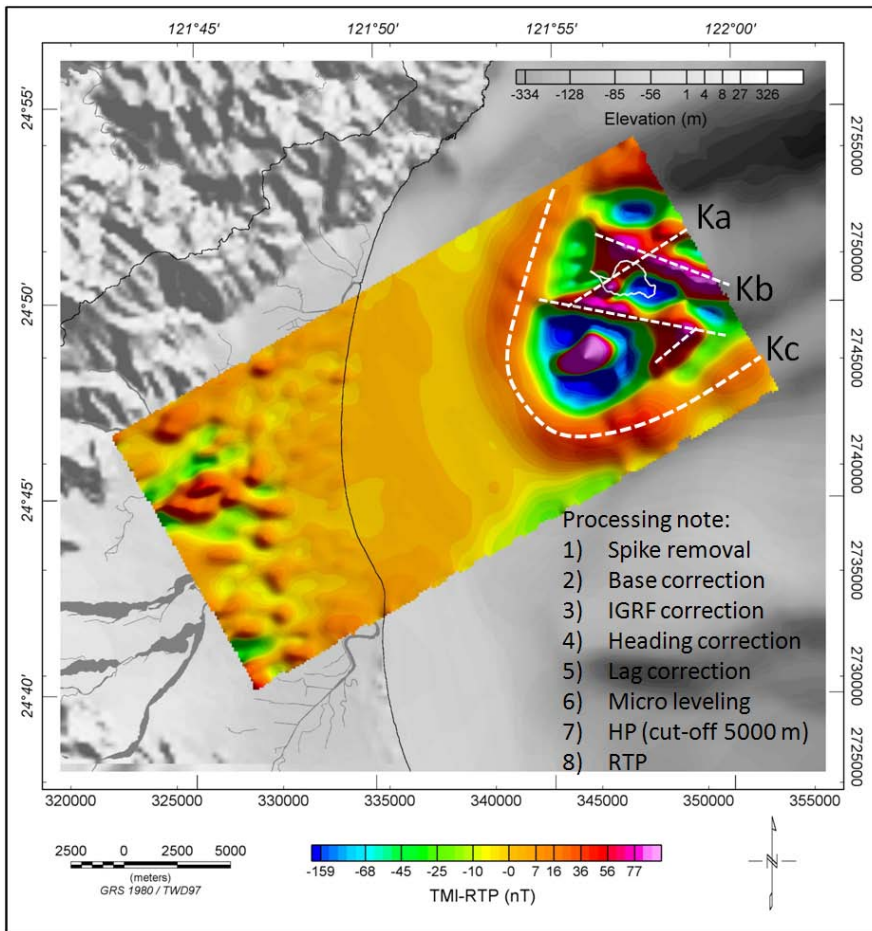 121°45' 121°50' 121°55' 122°00'
-334 -128 -85 -56 1 4 8 27 326
Elevation (m)
24°55'
24°50'
24°45'
24°40'
2755000
2750000
2745000
2740000
2735000
2730000
2725000
Ka
Kb
Kc
Processing note:
1) Spike removal
2) Base correction
3) IGRF correction
4) Heading correction
5) Lag correction
6) Micro leveling
7) HP (cut-off 5000 m)
8) RTP
320000 325000 330000 335000 340000 345000 350000 355000
2500 0 2500 5000
(meters)
GRS 1980 / TWD97
-159 -68 -45 -25 -10 -0 7 16 36 77
TMI-RTP (nT)
N